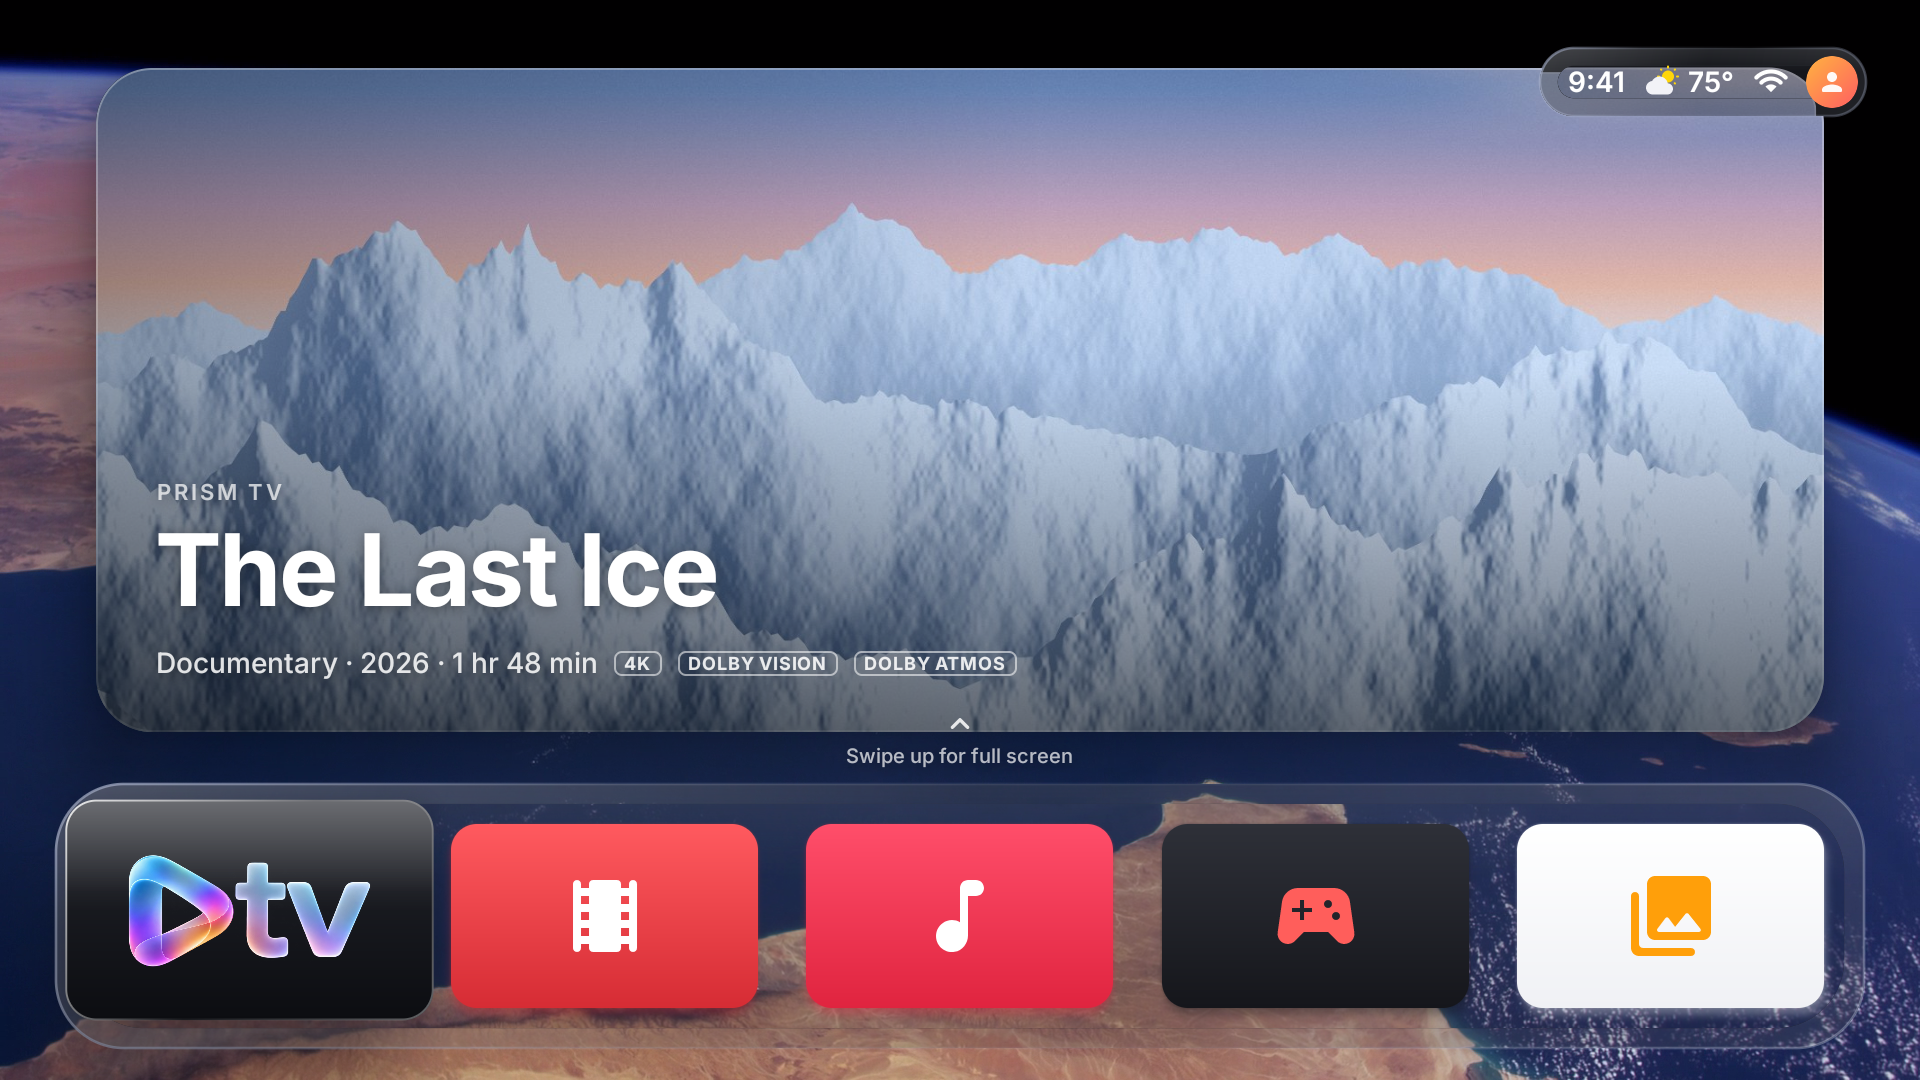 9:41 75°
PRISM TV
The Last Ice
Documentary · 2026 · 1 hr 48 min 4K DOLBY VISION DOLBY ATMOS
Swipe up for full screen
tv